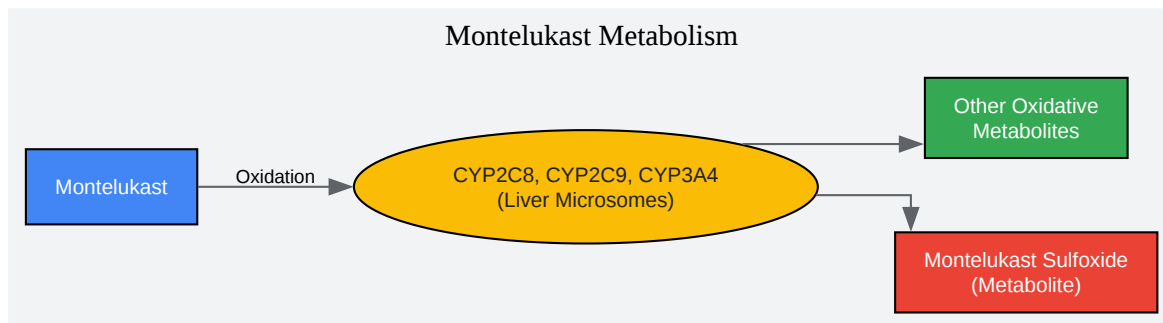 Montelukast Metabolism
Montelukast
Oxidation
CYP2C8, CYP2C9, CYP3A4
(Liver Microsomes)
Other Oxidative
Metabolites
Montelukast Sulfoxide
(Metabolite)